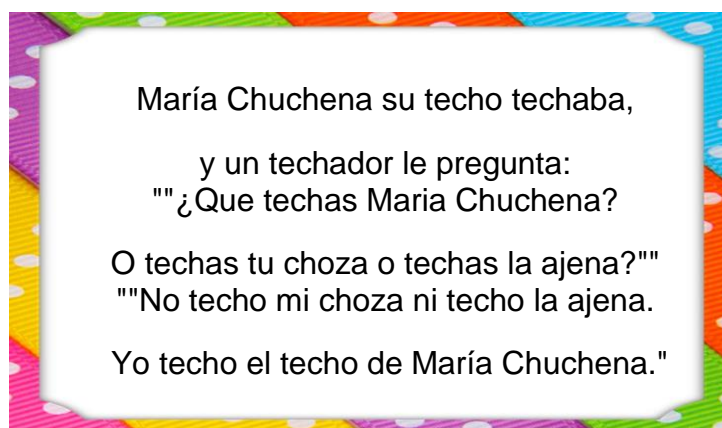 María Chuchena su techo techaba,
y un techador le pregunta:
""¿Que techas Maria Chuchena?
O techas tu choza o techas la ajena?""
""No techo mi choza ni techo la ajena.
Yo techo el techo de María Chuchena."